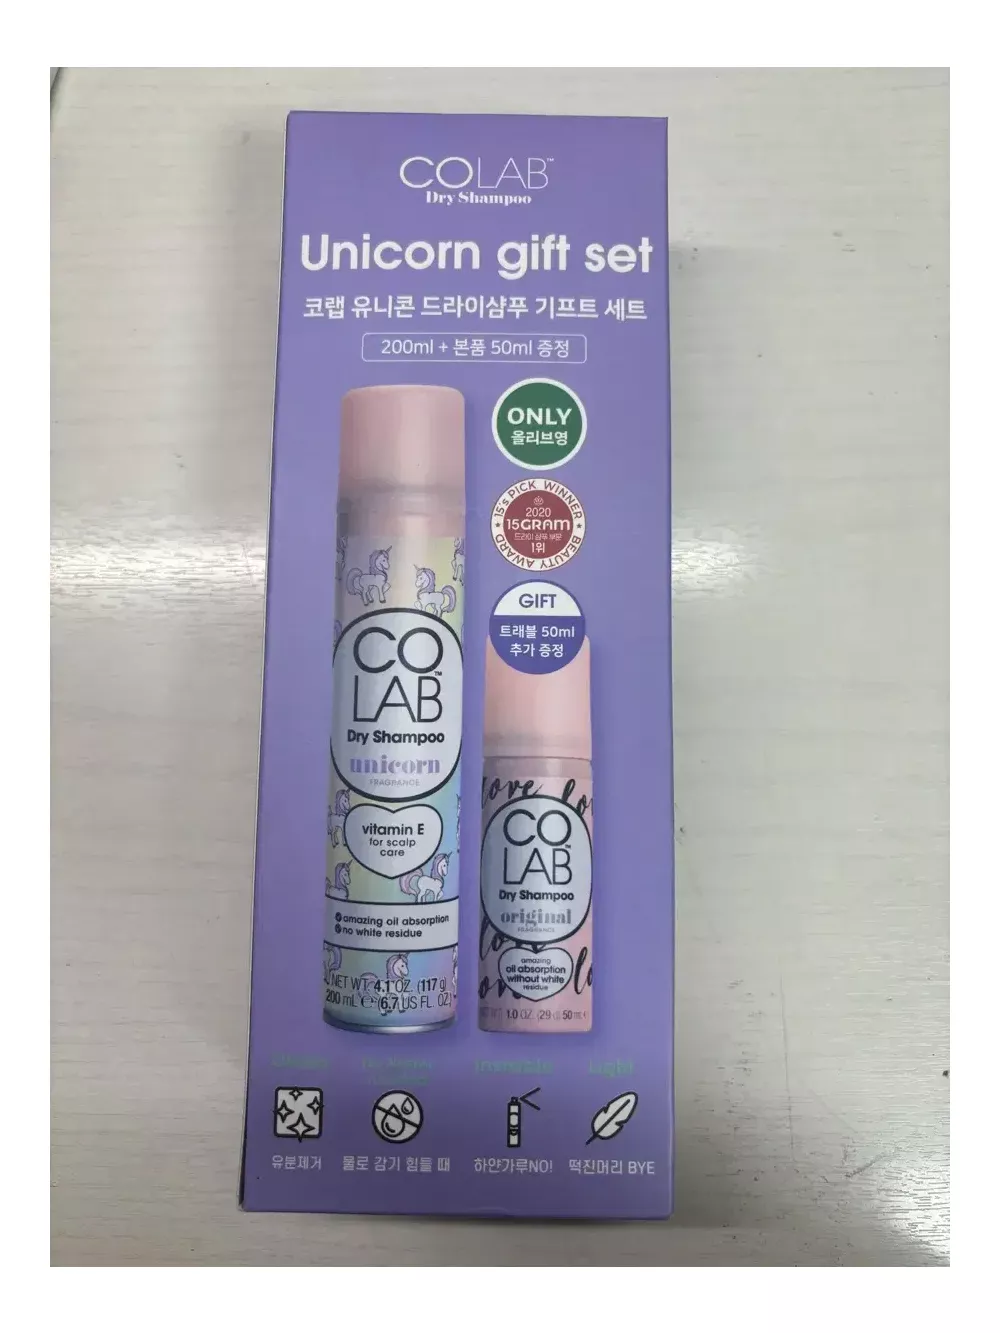 COLAB™
Dry Shampoo
Unicorn gift set
코랩 유니콘 드라이샴푸 기프트 세트
200ml + 본품 50ml 증정
ONLY
올리브영
15's PICK WINNER
2020
15GRAM
드라이 샴푸 부문
1위
BEAUTY AWARD
GIFT
트래블 50ml
추가 증정
CO
LAB™
Dry Shampoo
unicorn
FRAGRANCE
vitamin E
for scalp
care
amazing oil absorption
no white residue
NET WT. 4.1 OZ. (117 g)
200 mL ℮ (6.7 US FL. OZ.)
love
CO
LAB™
Dry Shampoo
original
FRAGRANCE
amazing
oil absorption
without white
residue
1.0 OZ. (29 g) 50 mL ℮
Invisible
Light
유분제거
물로 감기 힘들 때
하얀가루NO!
떡진머리 BYE